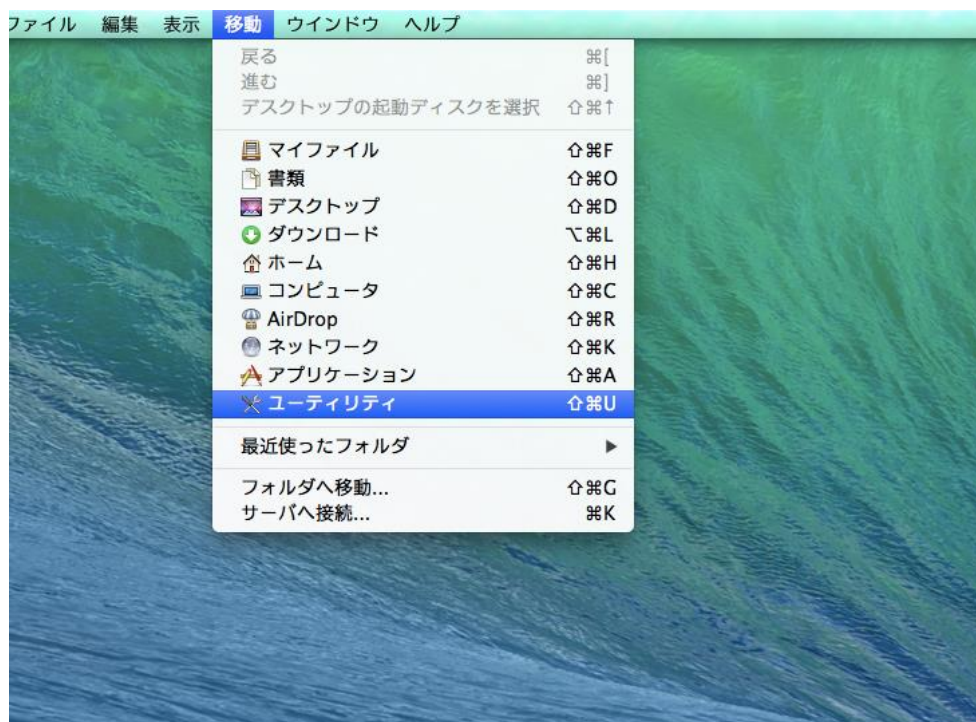 ファイル 編集 表示 移動 ウインドウ ヘルプ
戻る ⌘[
進む ⌘]
デスクトップの起動ディスクを選択 ⇧⌘↑
マイファイル ⇧⌘F
書類 ⇧⌘O
デスクトップ ⇧⌘D
ダウンロード ⌥⌘L
ホーム ⇧⌘H
コンピュータ ⇧⌘C
AirDrop ⇧⌘R
ネットワーク ⇧⌘K
アプリケーション ⇧⌘A
ユーティリティ ⇧⌘U
最近使ったフォルダ ▶
フォルダへ移動... ⇧⌘G
サーバへ接続... ⌘K